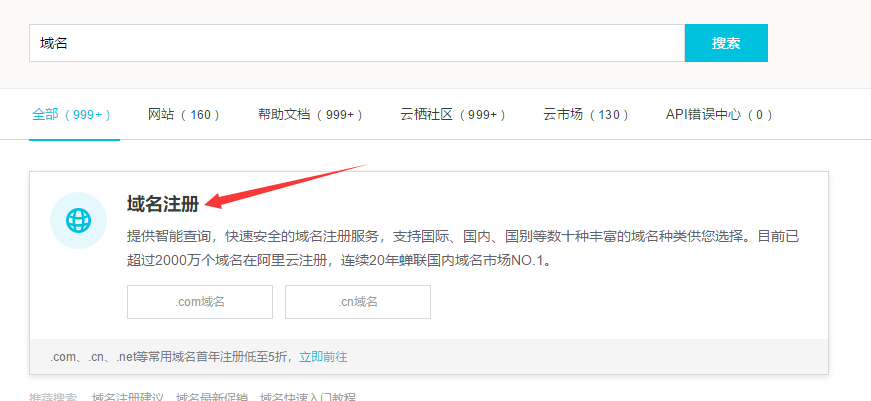 域名 搜索
全部（999+） 网站（160） 帮助文档（999+） 云栖社区（999+） 云市场（130） API错误中心（0）
域名注册
提供智能查询，快速安全的域名注册服务，支持国际、国内、国别等数十种丰富的域名种类供您选择。目前已
超过2000万个域名在阿里云注册，连续20年蝉联国内域名市场NO.1。
.com域名 .cn域名
.com、.cn、.net等常用域名首年注册低至5折，立即前往
推荐搜索 域名注册建议 域名最新促销 域名快速入门教程